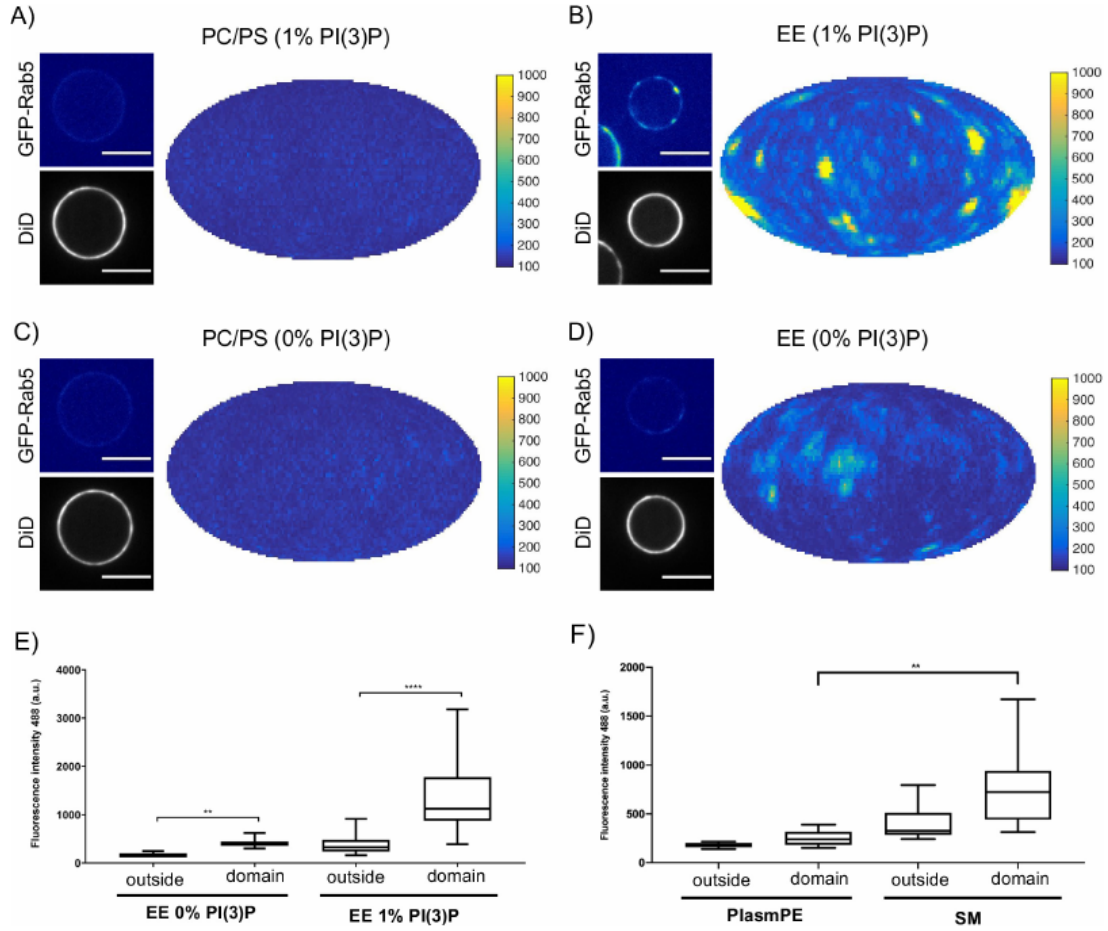 A)
PC/PS (1% PI(3)P)
GFP-Rab5
DiD
1000
900
800
700
600
500
400
300
200
100
B)
EE (1% PI(3)P)
GFP-Rab5
DiD
1000
900
800
700
600
500
400
300
200
100
C)
PC/PS (0% PI(3)P)
GFP-Rab5
DiD
1000
900
800
700
600
500
400
300
200
100
D)
EE (0% PI(3)P)
GFP-Rab5
DiD
1000
900
800
700
600
500
400
300
200
100
E)
Fluorescence intensity 488 (a.u.)
4000
3000
2000
1000
0
**
****
outside domain outside domain
EE 0% PI(3)P EE 1% PI(3)P
F)
Fluorescence intensity 488 (a.u.)
2000
1500
1000
500
0
**
outside domain outside domain
PlasmPE SM